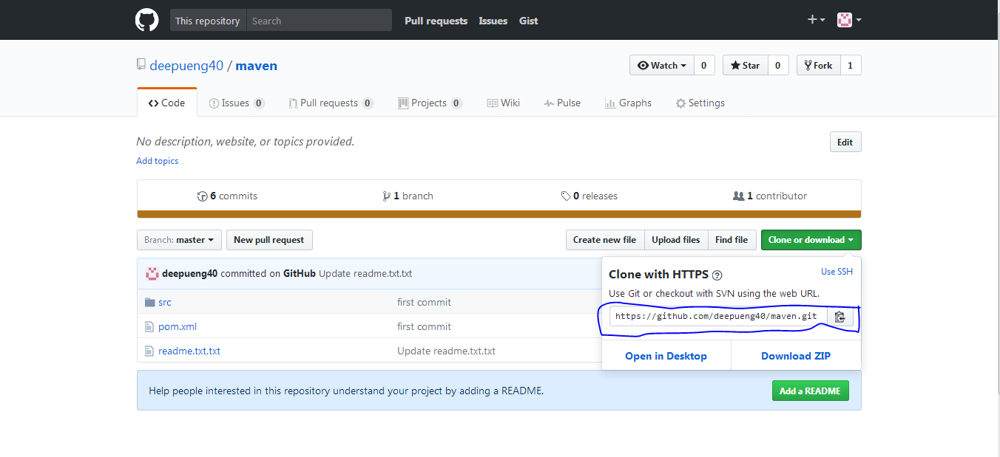 This repository Search Pull requests Issues Gist
deepueng40 / maven Watch 0 Star 0 Fork 1
Code Issues 0 Pull requests 0 Projects 0 Wiki Pulse Graphs Settings
No description, website, or topics provided. Edit
Add topics
6 commits 1 branch 0 releases 1 contributor
Branch: master New pull request Create new file Upload files Find file Clone or download
deepueng40 committed on GitHub Update readme.txt.txt
src first commit
pom.xml first commit
readme.txt.txt Update readme.txt.txt
Clone with HTTPS ? Use SSH
Use Git or checkout with SVN using the web URL.
https://github.com/deepueng40/maven.git
Open in Desktop Download ZIP
Help people interested in this repository understand your project by adding a README. Add a README